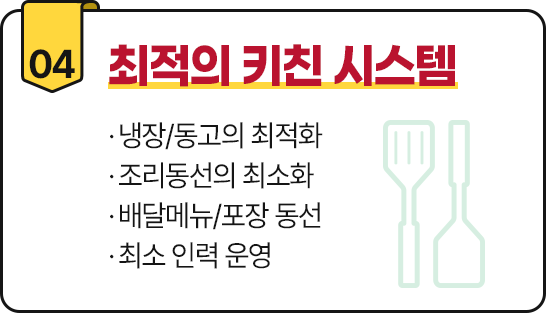 04
최적의 키친 시스템
· 냉장/동고의 최적화
· 조리동선의 최소화
· 배달메뉴/포장 동선
· 최소 인력 운영